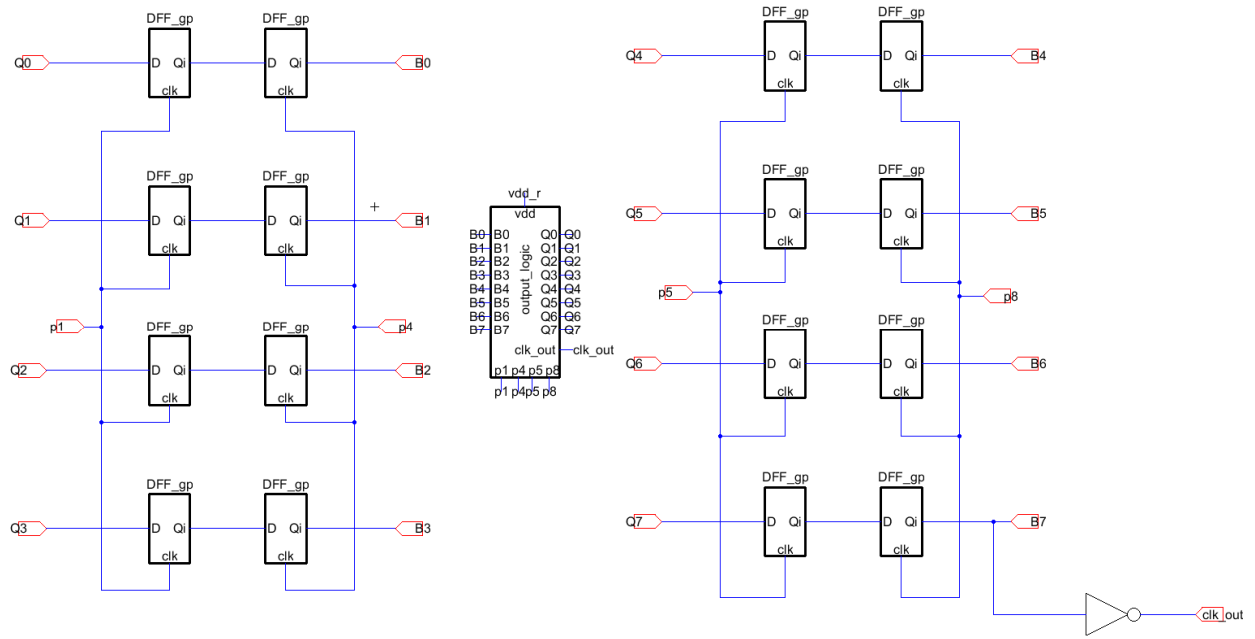 DFF_gp DFF_gp
Q0 D Qi D Qi B0
clk clk
DFF_gp DFF_gp
Q1 D Qi D Qi B1
clk clk
p1 p4
DFF_gp DFF_gp
Q2 D Qi D Qi B2
clk clk
DFF_gp DFF_gp
Q3 D Qi D Qi B3
clk clk
vdd_r
vdd
output_logic
B0 B0 Q0 Q0
B1 B1 Q1 Q1
B2 B2 Q2 Q2
B3 B3 Q3 Q3
B4 B4 Q4 Q4
B5 B5 Q5 Q5
B6 B6 Q6 Q6
B7 B7 Q7 Q7
clk_out clk_out
p1 p4 p5 p8
p1 p4 p5 p8
DFF_gp DFF_gp
Q4 D Qi D Qi B4
clk clk
DFF_gp DFF_gp
Q5 D Qi D Qi B5
clk clk
p5 p8
DFF_gp DFF_gp
Q6 D Qi D Qi B6
clk clk
DFF_gp DFF_gp
Q7 D Qi D Qi B7
clk clk
clk_out